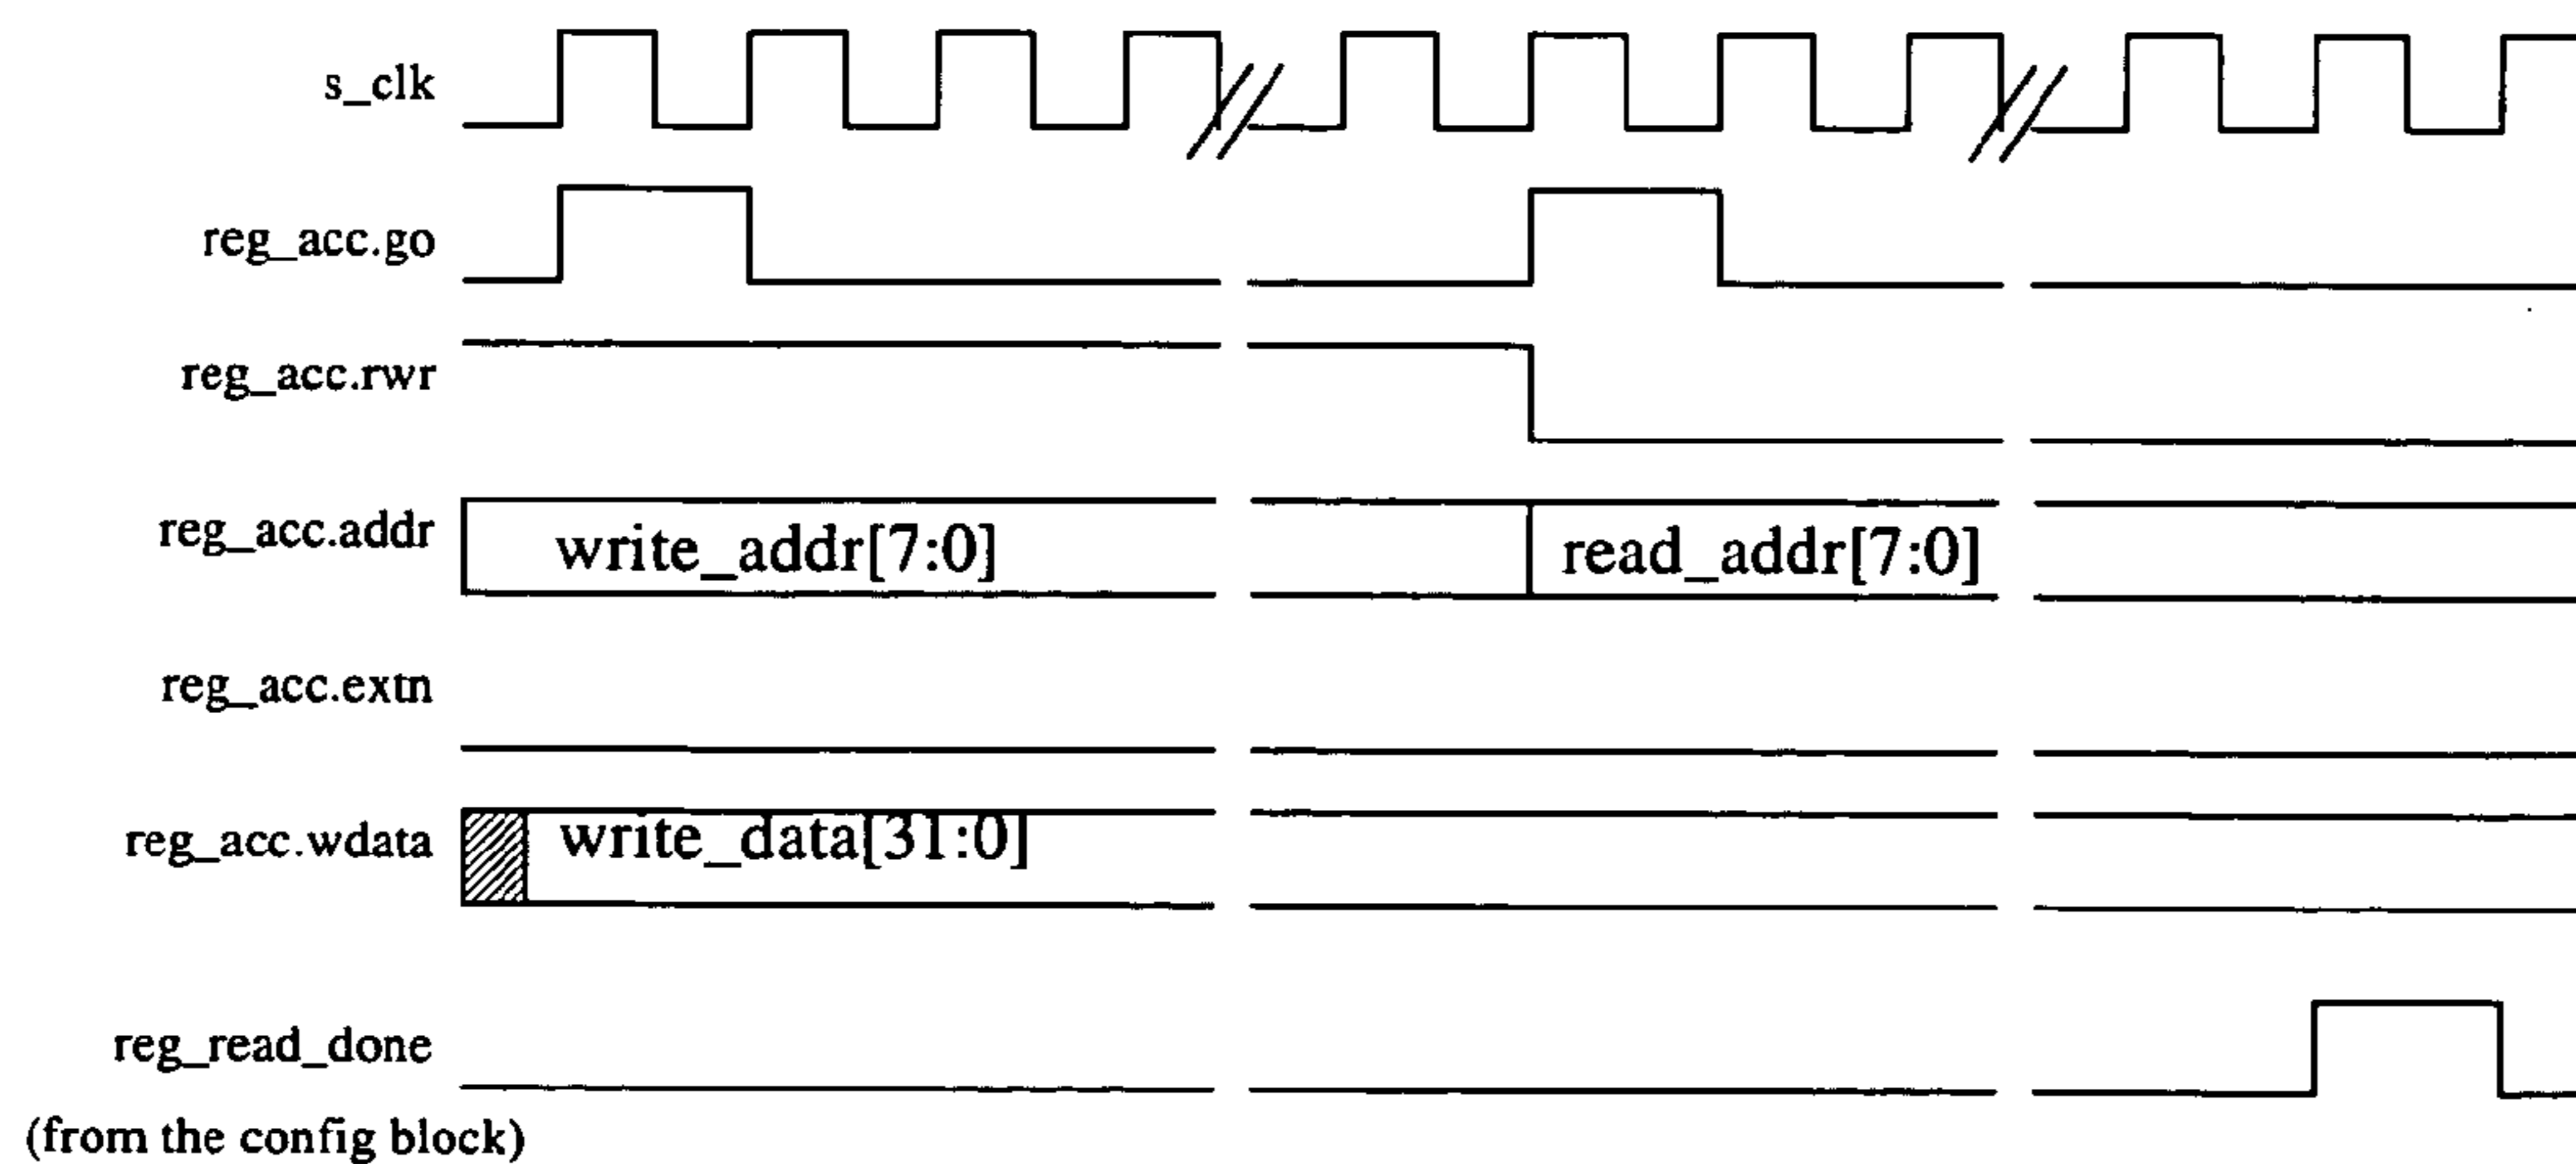 s_clk
reg_acc.go
reg_acc.rwr
reg_acc.addr
write_addr[7:0]
read_addr[7:0]
reg_acc.extn
reg_acc.wdata
write_data[31:0]
reg_read_done
(from the config block)